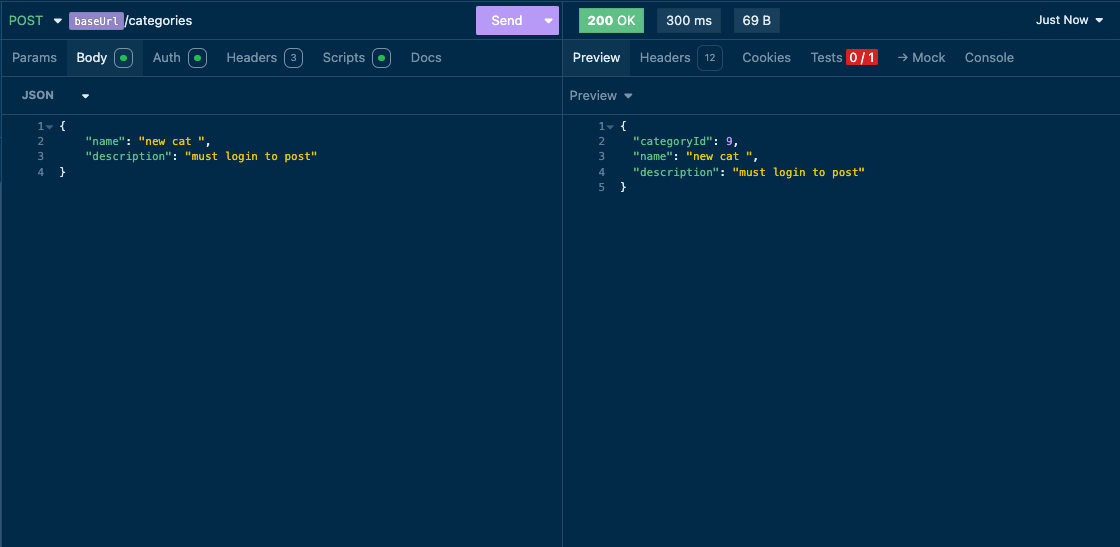 POST baseUrl/categories Send 200 OK 300 ms 69 B Just Now
Params Body Auth Headers 3 Scripts Docs Preview Headers 12 Cookies Tests 0 / 1 → Mock Console
JSON Preview
1 {
2 "name": "new cat ",
3 "description": "must login to post"
4 }
1 {
2 "categoryId": 9,
3 "name": "new cat ",
4 "description": "must login to post"
5 }